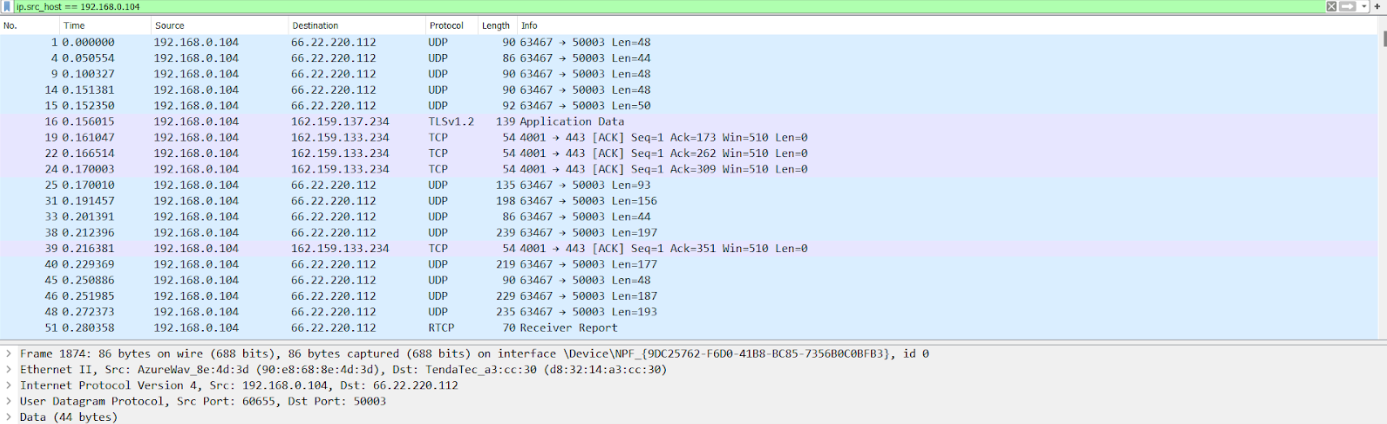 ip.src_host == 192.168.0.104
No. Time Source Destination Protocol Length Info
1 0.000000 192.168.0.104 66.22.220.112 UDP 90 63467 → 50003 Len=48
4 0.050554 192.168.0.104 66.22.220.112 UDP 86 63467 → 50003 Len=44
9 0.100327 192.168.0.104 66.22.220.112 UDP 90 63467 → 50003 Len=48
14 0.151381 192.168.0.104 66.22.220.112 UDP 90 63467 → 50003 Len=48
15 0.152350 192.168.0.104 66.22.220.112 UDP 92 63467 → 50003 Len=50
16 0.156015 192.168.0.104 162.159.137.234 TLSv1.2 139 Application Data
19 0.161047 192.168.0.104 162.159.133.234 TCP 54 4001 → 443 [ACK] Seq=1 Ack=173 Win=510 Len=0
22 0.166514 192.168.0.104 162.159.133.234 TCP 54 4001 → 443 [ACK] Seq=1 Ack=262 Win=510 Len=0
24 0.170003 192.168.0.104 162.159.133.234 TCP 54 4001 → 443 [ACK] Seq=1 Ack=309 Win=510 Len=0
25 0.170010 192.168.0.104 66.22.220.112 UDP 135 63467 → 50003 Len=93
31 0.191457 192.168.0.104 66.22.220.112 UDP 198 63467 → 50003 Len=156
33 0.201391 192.168.0.104 66.22.220.112 UDP 86 63467 → 50003 Len=44
38 0.212396 192.168.0.104 66.22.220.112 UDP 239 63467 → 50003 Len=197
39 0.216381 192.168.0.104 162.159.133.234 TCP 54 4001 → 443 [ACK] Seq=1 Ack=351 Win=510 Len=0
40 0.229369 192.168.0.104 66.22.220.112 UDP 219 63467 → 50003 Len=177
45 0.250886 192.168.0.104 66.22.220.112 UDP 90 63467 → 50003 Len=48
46 0.251985 192.168.0.104 66.22.220.112 UDP 229 63467 → 50003 Len=187
48 0.272373 192.168.0.104 66.22.220.112 UDP 235 63467 → 50003 Len=193
51 0.280358 192.168.0.104 66.22.220.112 RTCP 70 Receiver Report
Frame 1874: 86 bytes on wire (688 bits), 86 bytes captured (688 bits) on interface \Device\NPF_{9DC25762-F6D0-41B8-BC85-7356B0C0BFB3}, id 0
Ethernet II, Src: AzureWav_8e:4d:3d (90:e8:68:8e:4d:3d), Dst: TendaTec_a3:cc:30 (d8:32:14:a3:cc:30)
Internet Protocol Version 4, Src: 192.168.0.104, Dst: 66.22.220.112
User Datagram Protocol, Src Port: 60655, Dst Port: 50003
Data (44 bytes)